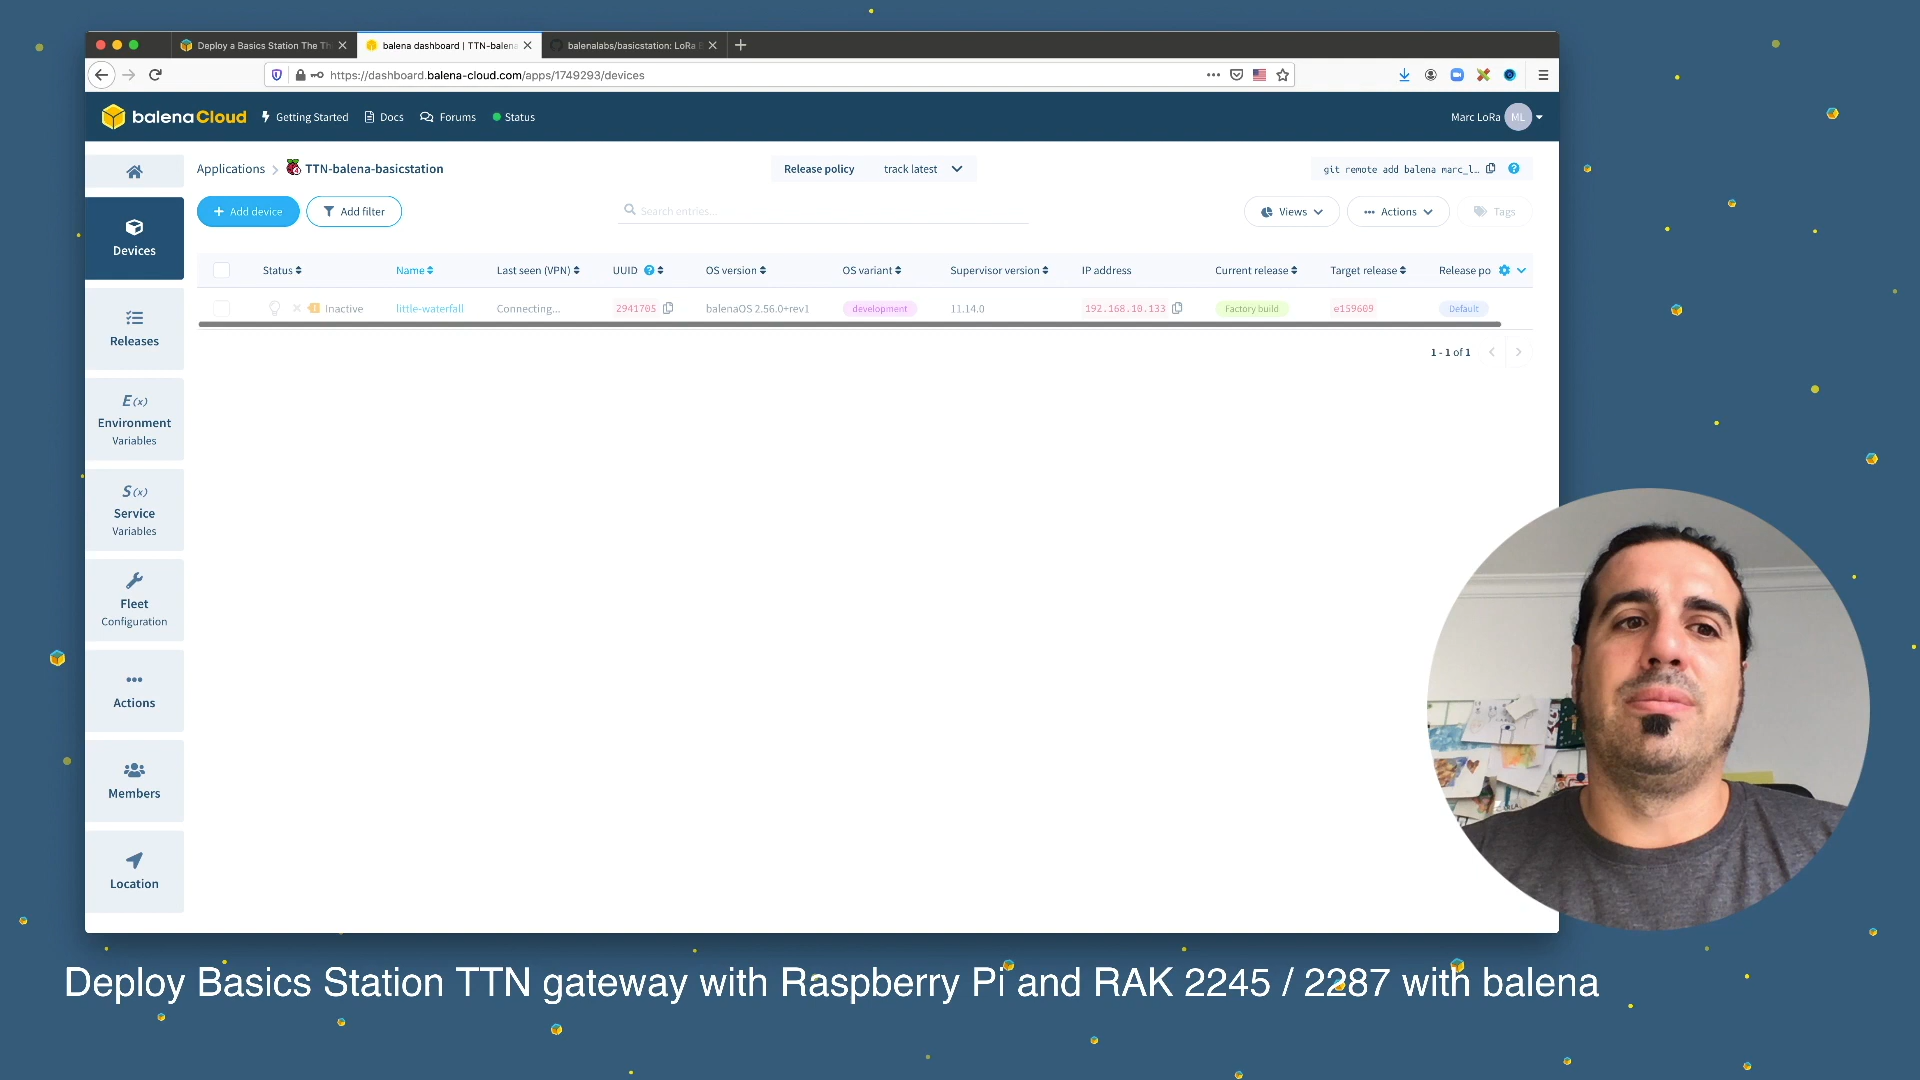 Deploy a Basics Station The Th
balena dashboard | TTN-balena
balenalabs/basicstation: LoRa
https://dashboard.balena-cloud.com/apps/1749293/devices
balenaCloud
Getting Started
Docs
Forums
Status
Marc LoRa
ML
Applications
TTN-balena-basicstation
Release policy
track latest
git remote add balena marc_l…
Add device
Add filter
Search entries...
Views
Actions
Tags
Status
Name
Last seen (VPN)
UUID
OS version
OS variant
Supervisor version
IP address
Current release
Target release
Release po
Inactive
little-waterfall
Connecting...
2941705
balenaOS 2.56.0+rev1
development
11.14.0
192.168.10.133
Factory build
e159609
Default
1 - 1 of 1
Devices
Releases
E(x)
Environment
Variables
S(x)
Service
Variables
Fleet
Configuration
Actions
Members
Location
Deploy Basics Station TTN gateway with Raspberry Pi and RAK 2245 / 2287 with balena